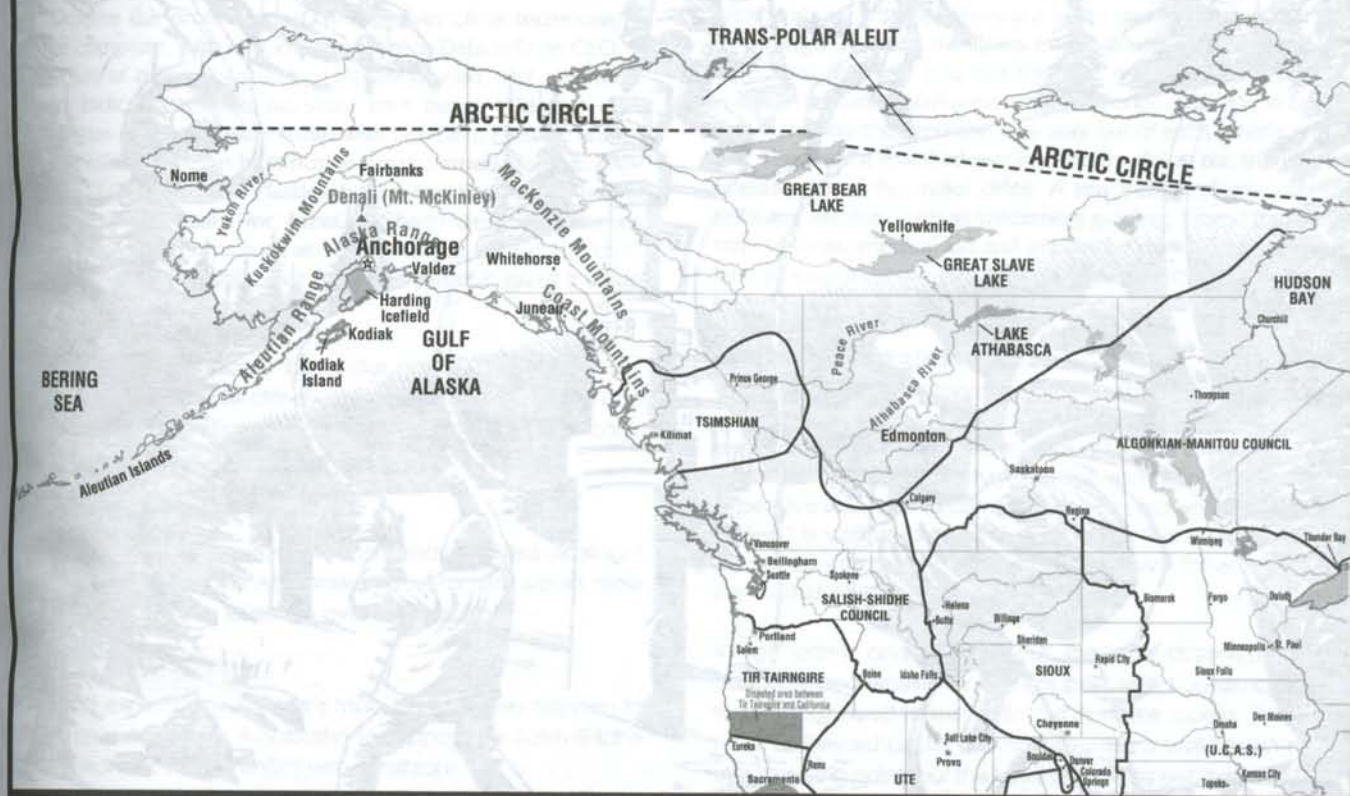 TRANS-POLAR ALEUT
ARCTIC CIRCLE
ARCTIC CIRCLE
Nome
Yukon River
Kuskokwim Mountains
Fairbanks
Denali (Mt. McKinley)
Alaska Range
Anchorage
Valdez
MacKenzie Mountains
GREAT BEAR
LAKE
Yellowknife
GREAT SLAVE
LAKE
Whitehorse
Juneau
Coast Mountains
Harding
Icefield
Kodiak
Kodiak
Island
Aleutian Range
GULF
OF
ALASKA
BERING
SEA
Aleutian Islands
HUDSON
BAY
Churchill
LAKE
ATHABASCA
Peace River
Athabasca River
Prince George
TSIMSHIAN
Kitimat
Edmonton
Thompson
ALGONKIAN-MANITOU COUNCIL
Saskatoon
Calgary
Regina
Winnipeg
Thunder Bay
Vancouver
Bellingham
Seattle
Spokane
SALISH-SHIDHE
COUNCIL
Helena
Butte
Billings
Sheridan
Bismark
Fargo
Duluth
Minneapolis
St. Paul
Portland
Salem
TIR TAIRNGIRE
Disputed area between
Tir Tairngire and California
Boise
Idaho Falls
SIOUX
Rapid City
Sioux Falls
Cheyenne
Omaha
Des Moines
Eureka
Reno
Salt Lake City
Provo
Boulder
Denver
Colorado
Springs
(U.C.A.S.)
Sacramento
UTE
Topeka
Kansas City